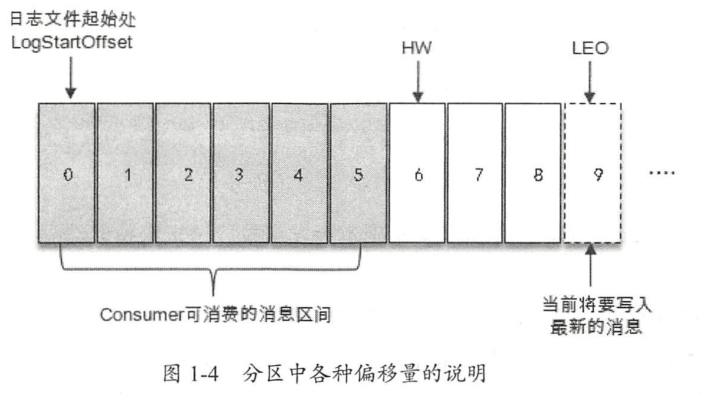 日志文件起始处
LogStartOffset
HW
LEO
0 1 2 3 4 5 6 7 8 9 ....
Consumer可消费的消息区间
当前将要写入
最新的消息
图 1-4 分区中各种偏移量的说明